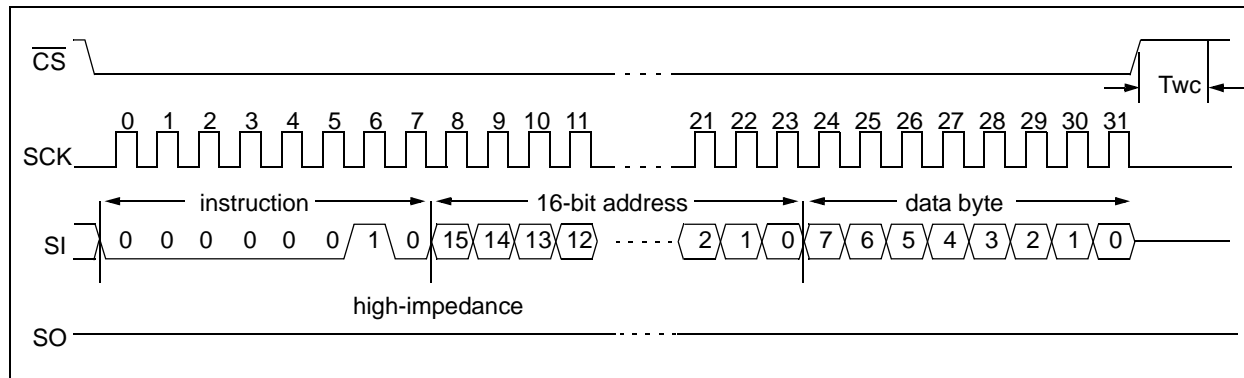 CS
Twc
0 1 2 3 4 5 6 7 8 9 10 11 21 22 23 24 25 26 27 28 29 30 31
SCK
instruction 16-bit address data byte
SI 0 0 0 0 0 0 1 0 15 14 13 12 2 1 0 7 6 5 4 3 2 1 0
high-impedance
SO